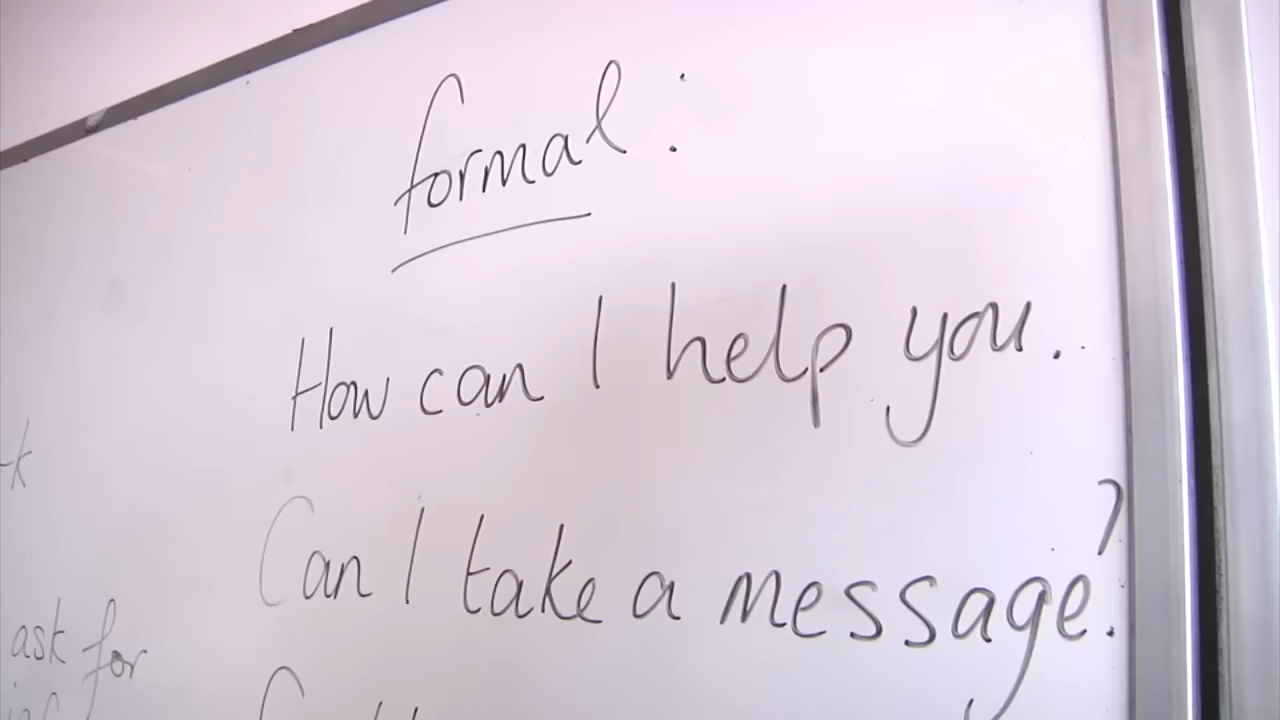 formal:
How can I help you.
Can I take a message?
ask for